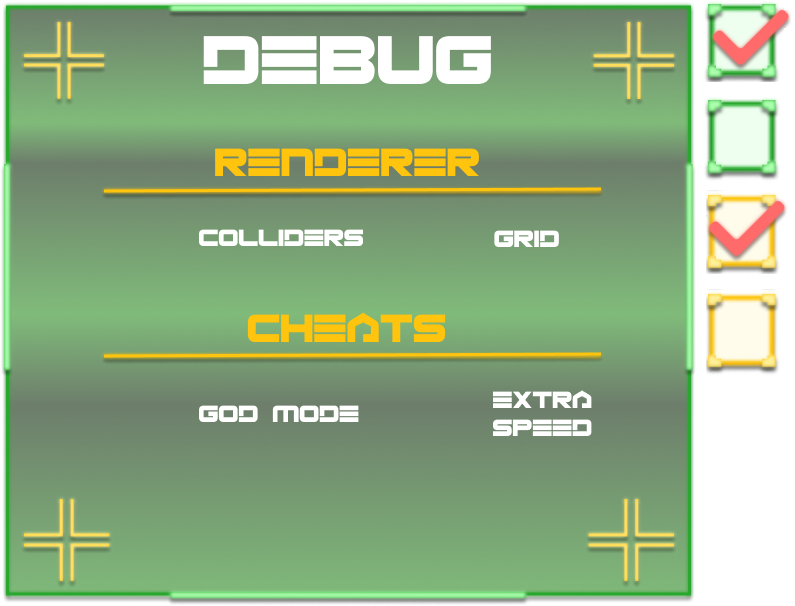 DEBUG
RENDERER
COLLIDERS GRID
CHEATS
GOD MODE
EXTRA
SPEED